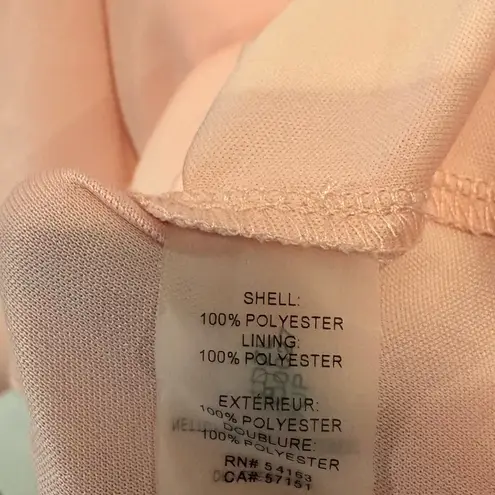 SHELL:
100% POLYESTER
LINING:
100% POLYESTER
EXTÉRIEUR:
100% POLYESTER
DOUBLURE:
100% POLYESTER
RN# 54163
CA# 57151